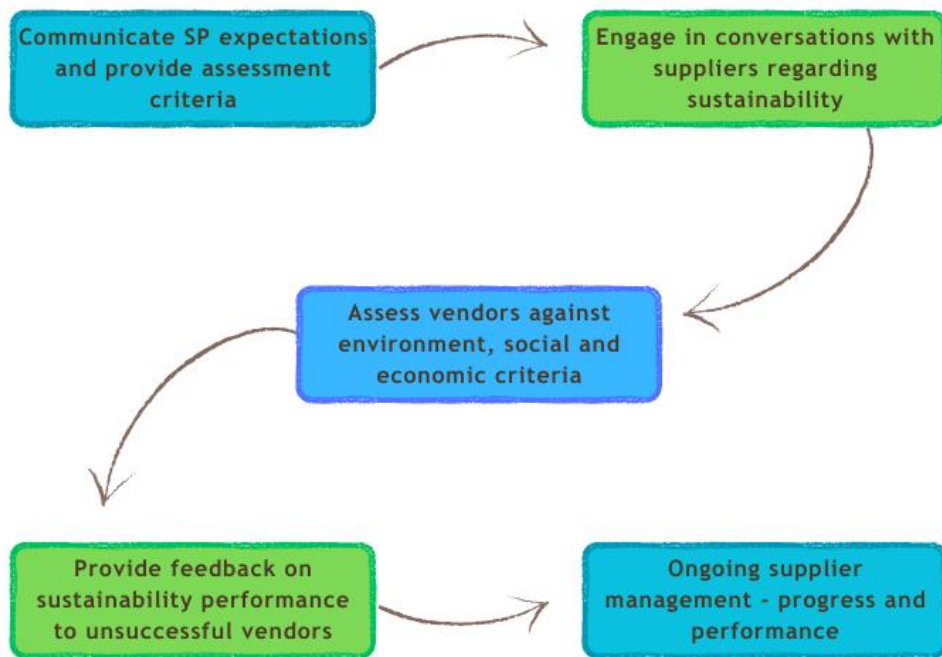 Communicate SP expectations
and provide assessment
criteria
Engage in conversations with
suppliers regarding
sustainability
Assess vendors against
environment, social and
economic criteria
Provide feedback on
sustainability performance
to unsuccessful vendors
Ongoing supplier
management - progress and
performance